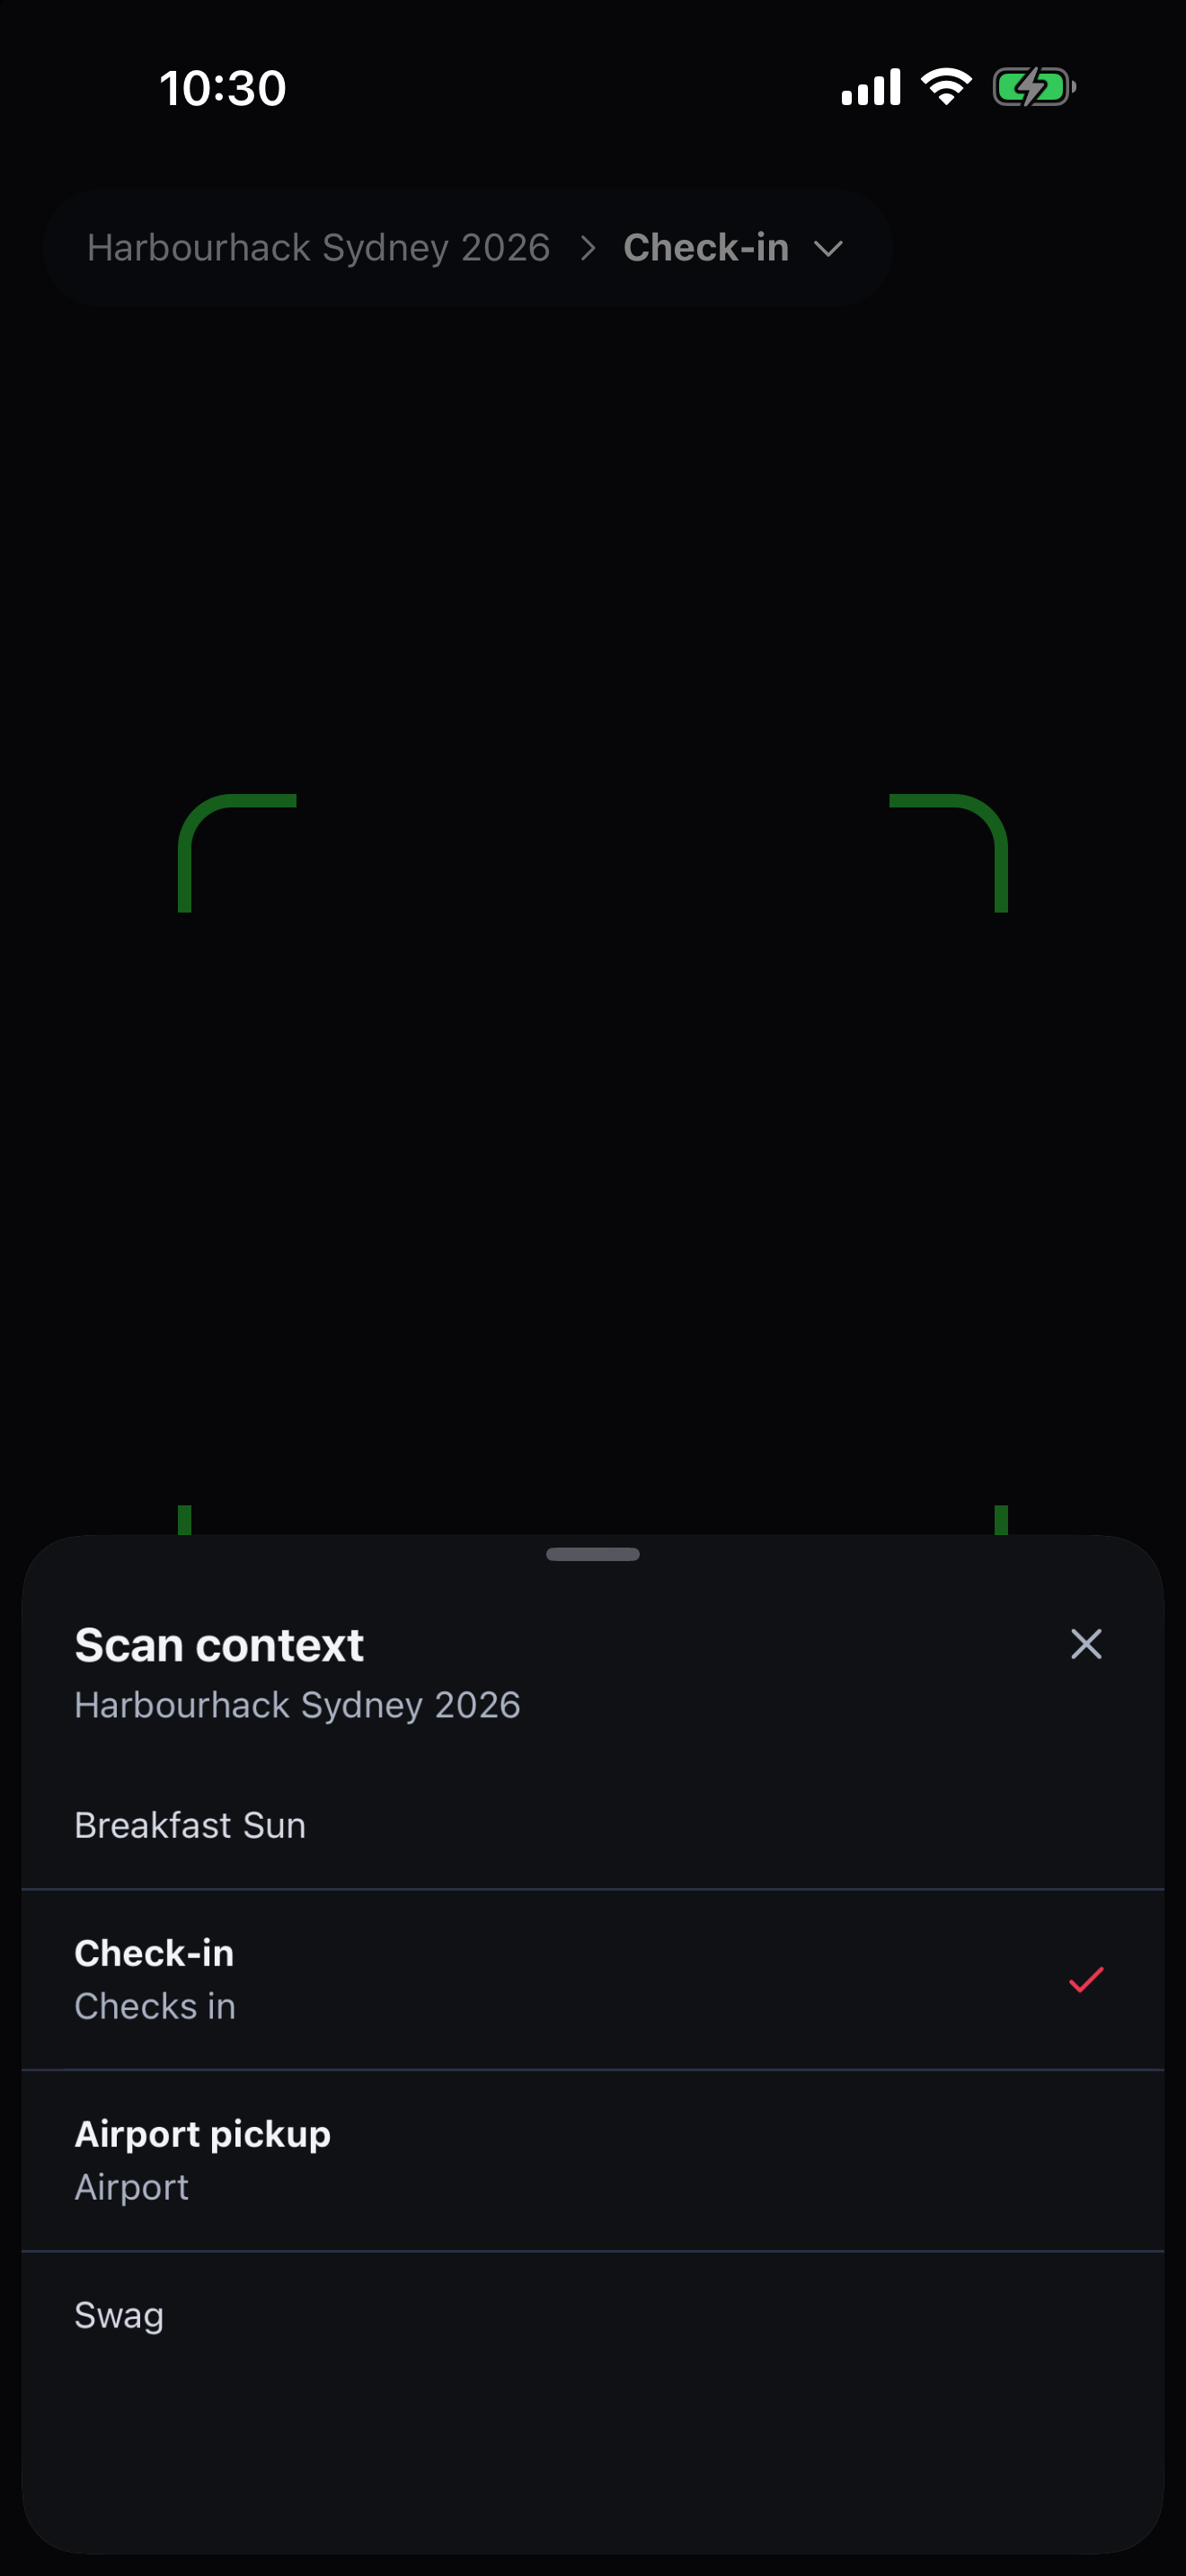 10:30
Harbourhack Sydney 2026 > Check-in
Scan context
Harbourhack Sydney 2026
Breakfast Sun
Check-in
Checks in
Airport pickup
Airport
Swag